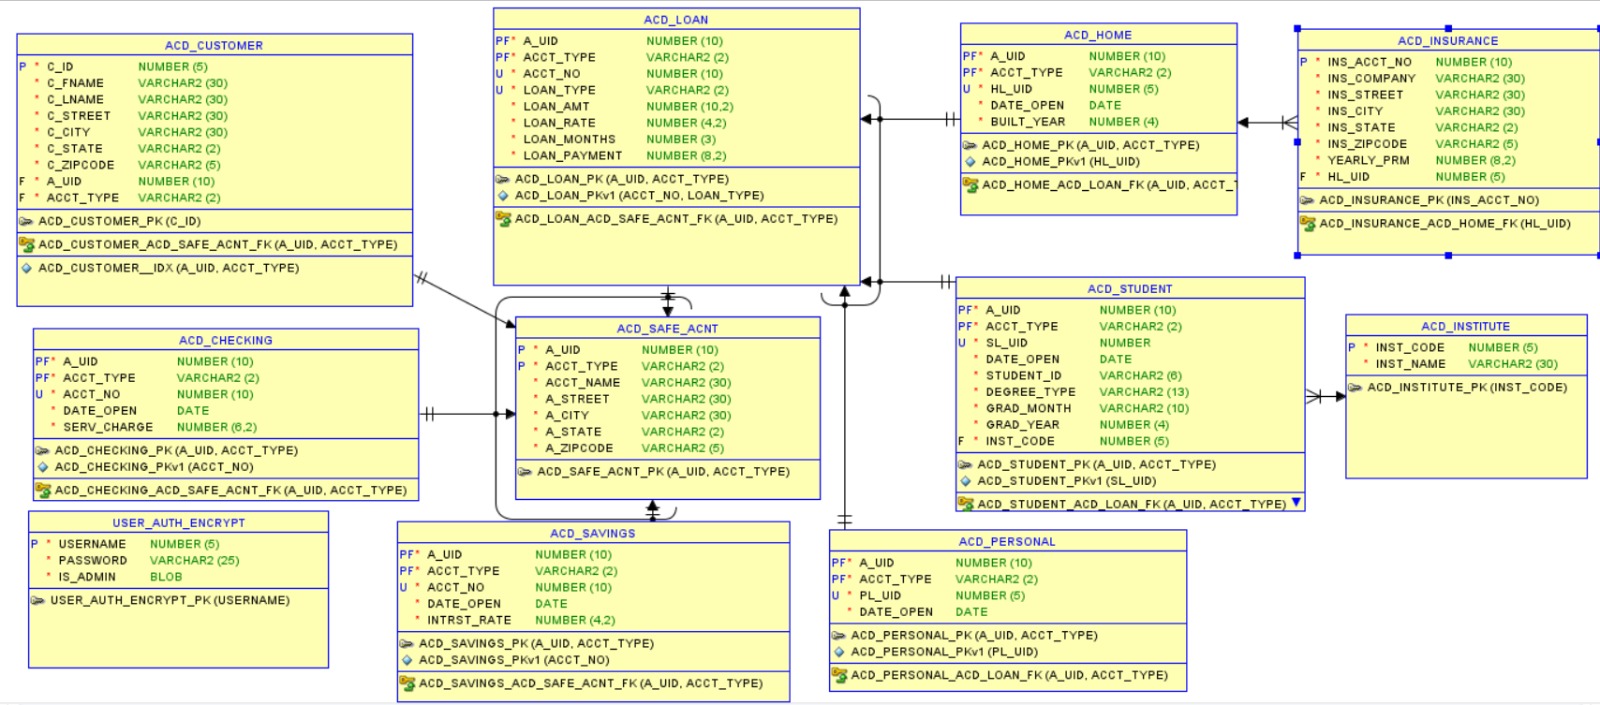 ACD_CUSTOMER
P * C_ID NUMBER (5)
* C_FNAME VARCHAR2 (30)
* C_LNAME VARCHAR2 (30)
* C_STREET VARCHAR2 (30)
* C_CITY VARCHAR2 (30)
* C_STATE VARCHAR2 (2)
* C_ZIPCODE VARCHAR2 (5)
F * A_UID NUMBER (10)
F * ACCT_TYPE VARCHAR2 (2)
ACD_CUSTOMER_PK (C_ID)
ACD_CUSTOMER_ACD_SAFE_ACNT_FK (A_UID, ACCT_TYPE)
ACD_CUSTOMER__IDX (A_UID, ACCT_TYPE)
ACD_LOAN
PF* A_UID NUMBER (10)
PF* ACCT_TYPE VARCHAR2 (2)
U * ACCT_NO NUMBER (10)
U * LOAN_TYPE VARCHAR2 (2)
* LOAN_AMT NUMBER (10,2)
* LOAN_RATE NUMBER (4,2)
* LOAN_MONTHS NUMBER (3)
* LOAN_PAYMENT NUMBER (8,2)
ACD_LOAN_PK (A_UID, ACCT_TYPE)
ACD_LOAN_PKv1 (ACCT_NO, LOAN_TYPE)
ACD_LOAN_ACD_SAFE_ACNT_FK (A_UID, ACCT_TYPE)
ACD_HOME
PF* A_UID NUMBER (10)
PF* ACCT_TYPE VARCHAR2 (2)
U * HL_UID NUMBER (5)
* DATE_OPEN DATE
* BUILT_YEAR NUMBER (4)
ACD_HOME_PK (A_UID, ACCT_TYPE)
ACD_HOME_PKv1 (HL_UID)
ACD_HOME_ACD_LOAN_FK (A_UID, ACCT_T
ACD_INSURANCE
P * INS_ACCT_NO NUMBER (10)
* INS_COMPANY VARCHAR2 (30)
* INS_STREET VARCHAR2 (30)
* INS_CITY VARCHAR2 (30)
* INS_STATE VARCHAR2 (2)
* INS_ZIPCODE VARCHAR2 (5)
* YEARLY_PRM NUMBER (8,2)
F * HL_UID NUMBER (5)
ACD_INSURANCE_PK (INS_ACCT_NO)
ACD_INSURANCE_ACD_HOME_FK (HL_UID)
ACD_CHECKING
PF* A_UID NUMBER (10)
PF* ACCT_TYPE VARCHAR2 (2)
U * ACCT_NO NUMBER (10)
* DATE_OPEN DATE
* SERV_CHARGE NUMBER (6,2)
ACD_CHECKING_PK (A_UID, ACCT_TYPE)
ACD_CHECKING_PKv1 (ACCT_NO)
ACD_CHECKING_ACD_SAFE_ACNT_FK (A_UID, ACCT_TYPE)
ACD_SAFE_ACNT
P * A_UID NUMBER (10)
P * ACCT_TYPE VARCHAR2 (2)
* ACCT_NAME VARCHAR2 (30)
* A_STREET VARCHAR2 (30)
* A_CITY VARCHAR2 (30)
* A_STATE VARCHAR2 (2)
* A_ZIPCODE VARCHAR2 (5)
ACD_SAFE_ACNT_PK (A_UID, ACCT_TYPE)
ACD_STUDENT
PF* A_UID NUMBER (10)
PF* ACCT_TYPE VARCHAR2 (2)
U * SL_UID NUMBER
* DATE_OPEN DATE
* STUDENT_ID VARCHAR2 (6)
* DEGREE_TYPE VARCHAR2 (13)
* GRAD_MONTH VARCHAR2 (10)
* GRAD_YEAR NUMBER (4)
F * INST_CODE NUMBER (5)
ACD_STUDENT_PK (A_UID, ACCT_TYPE)
ACD_STUDENT_PKv1 (SL_UID)
ACD_STUDENT_ACD_LOAN_FK (A_UID, ACCT_TYPE)
ACD_INSTITUTE
P * INST_CODE NUMBER (5)
* INST_NAME VARCHAR2 (30)
ACD_INSTITUTE_PK (INST_CODE)
USER_AUTH_ENCRYPT
P * USERNAME NUMBER (5)
* PASSWORD VARCHAR2 (25)
* IS_ADMIN BLOB
USER_AUTH_ENCRYPT_PK (USERNAME)
ACD_SAVINGS
PF* A_UID NUMBER (10)
PF* ACCT_TYPE VARCHAR2 (2)
U * ACCT_NO NUMBER (10)
* DATE_OPEN DATE
* INTRST_RATE NUMBER (4,2)
ACD_SAVINGS_PK (A_UID, ACCT_TYPE)
ACD_SAVINGS_PKv1 (ACCT_NO)
ACD_SAVINGS_ACD_SAFE_ACNT_FK (A_UID, ACCT_TYPE)
ACD_PERSONAL
PF* A_UID NUMBER (10)
PF* ACCT_TYPE VARCHAR2 (2)
U * PL_UID NUMBER (5)
* DATE_OPEN DATE
ACD_PERSONAL_PK (A_UID, ACCT_TYPE)
ACD_PERSONAL_PKv1 (PL_UID)
ACD_PERSONAL_ACD_LOAN_FK (A_UID, ACCT_TYPE)